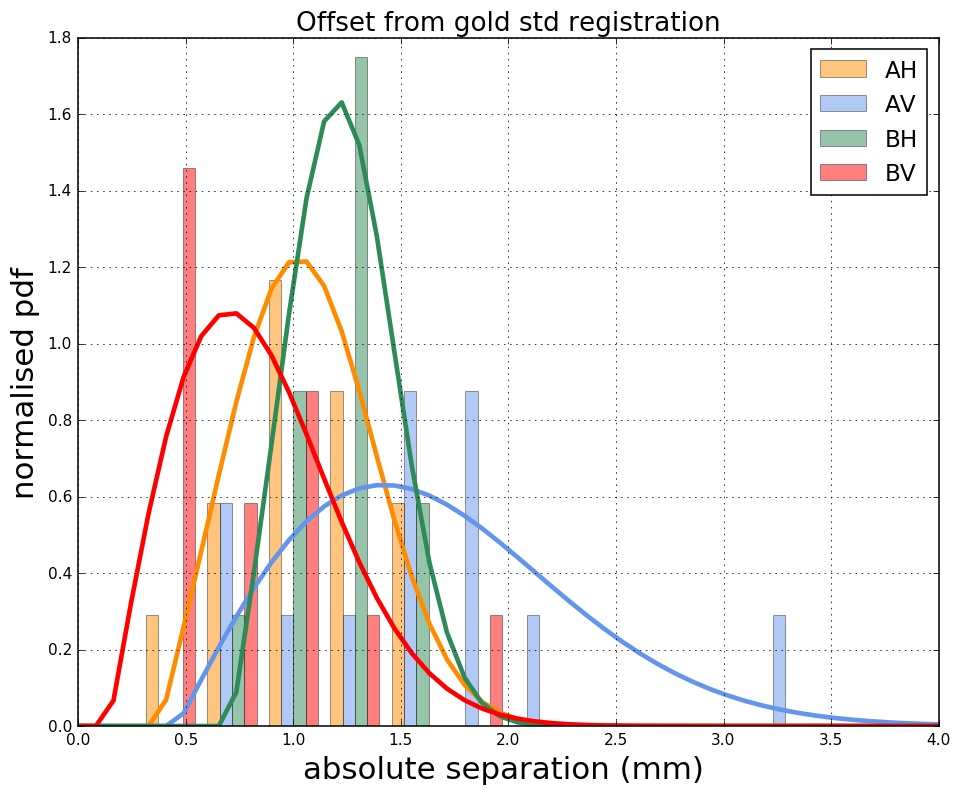 Offset from gold std registration
1.8
1.6
1.4
1.2
1.0
0.8
0.6
0.4
0.2
0.0
normalised pdf
AH
AV
BH
BV
0.0 0.5 1.0 1.5 2.0 2.5 3.0 3.5 4.0
absolute separation (mm)